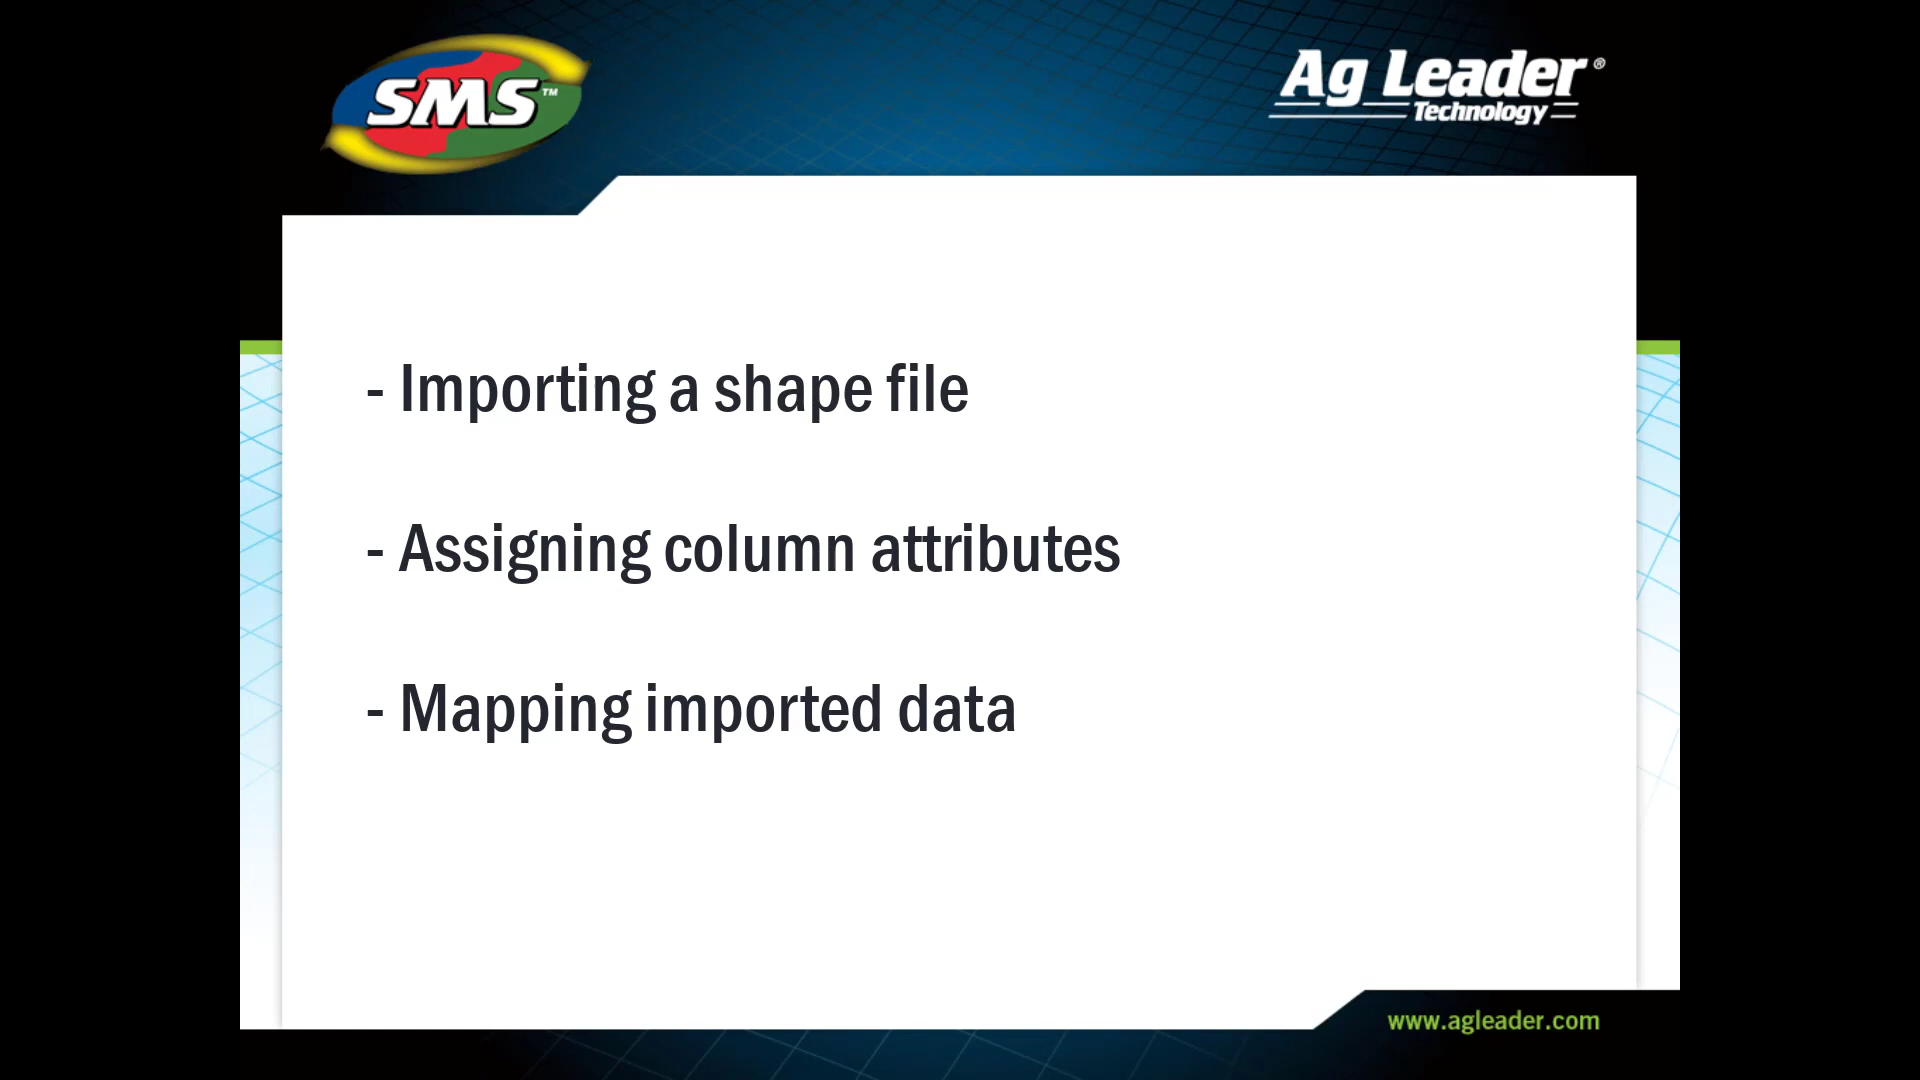 SMS™
Ag Leader®
Technology
- Importing a shape file
- Assigning column attributes
- Mapping imported data
www.agleader.com